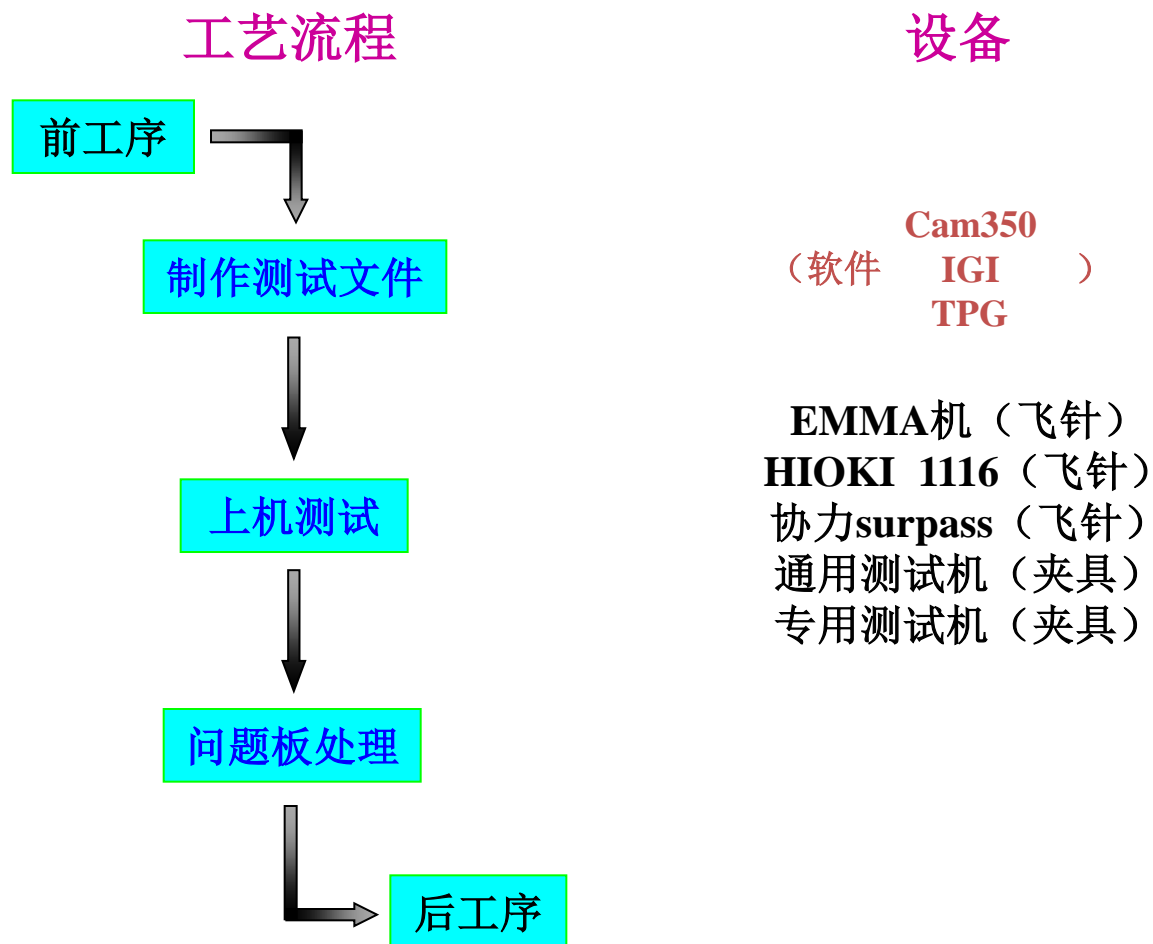 工艺流程
设备
前工序
制作测试文件
Cam350
（软件 IGI ）
TPG
上机测试
EMMA机（飞针）
HIOKI 1116（飞针）
协力surpass（飞针）
通用测试机（夹具）
专用测试机（夹具）
问题板处理
后工序